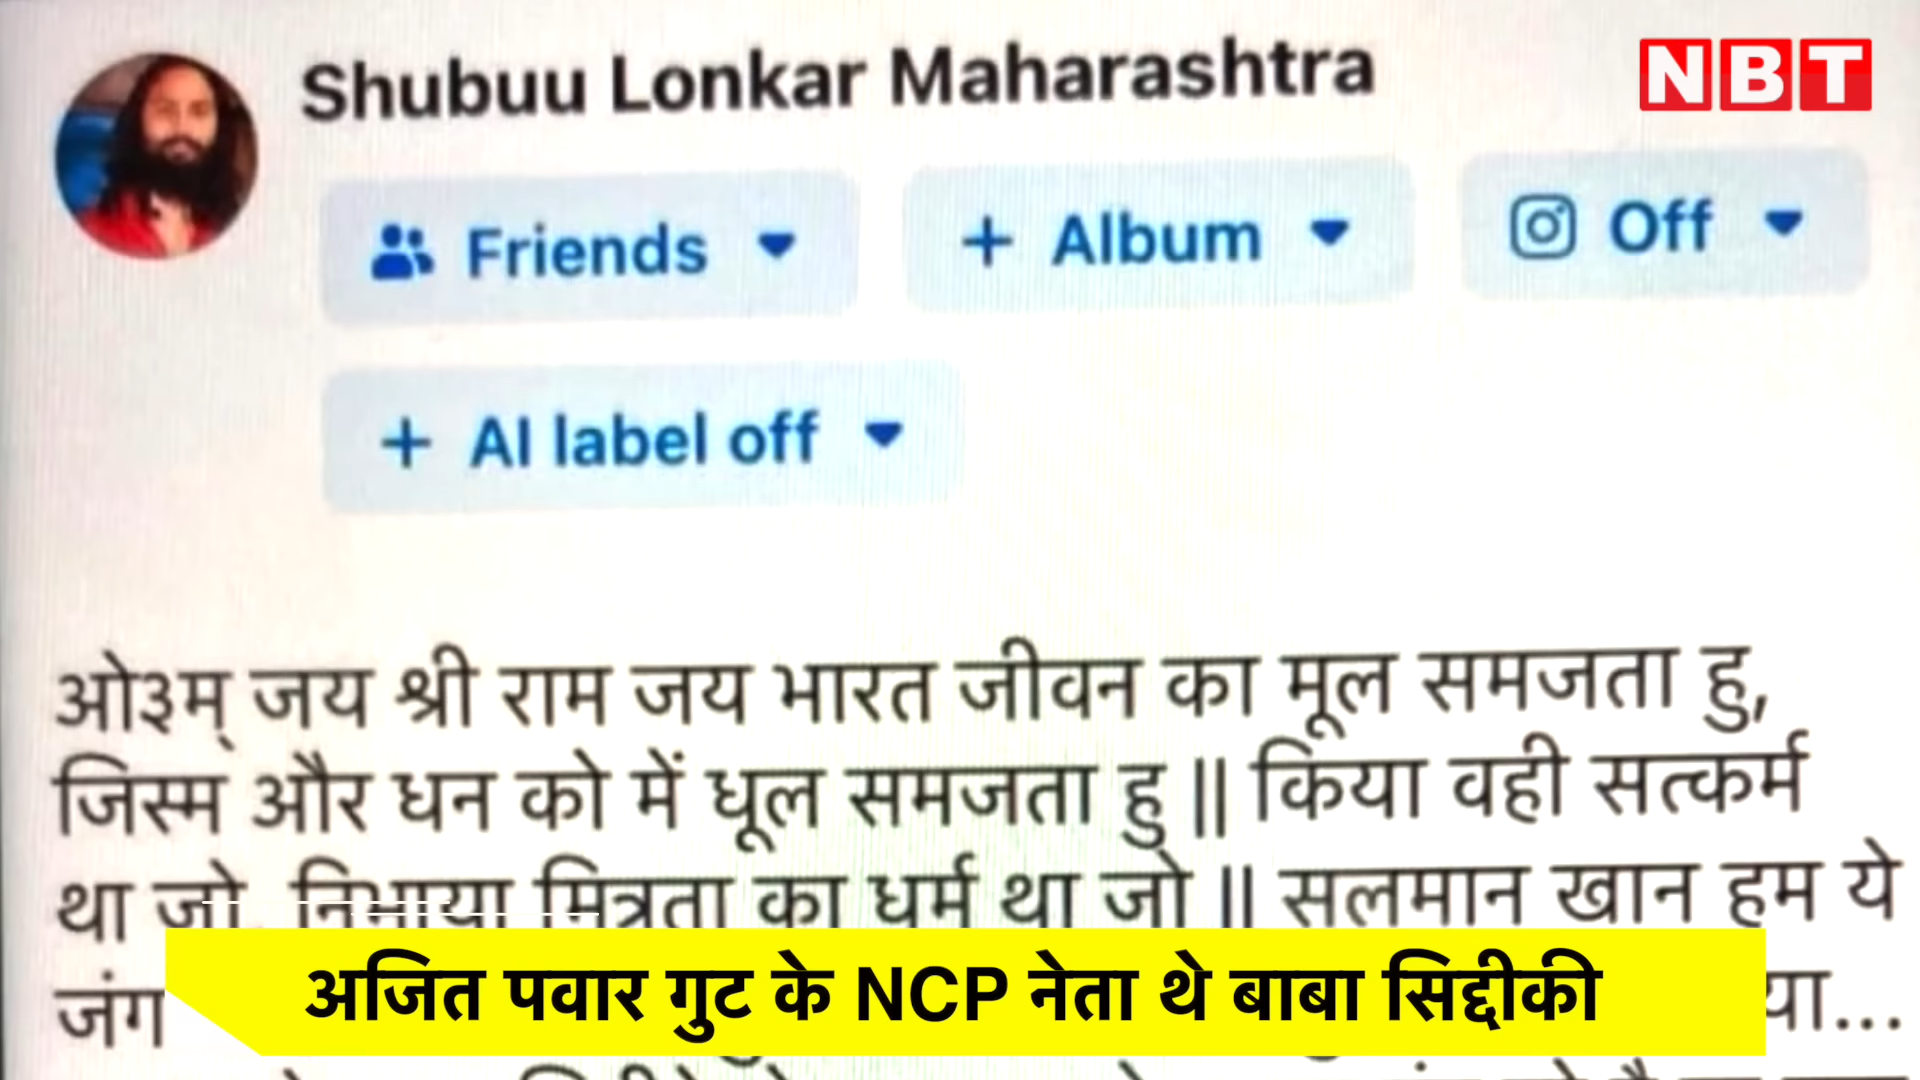 Shubuu Lonkar Maharashtra
NBT
Friends
+ Album
Off
+ AI label off
ओ३म् जय श्री राम जय भारत जीवन का मूल समजता हु,
जिस्म और धन को में धूल समजता हु || किया वही सत्कर्म
था जो, निभाया मित्रता का धर्म था जो || सलमान खान हम ये
जंग
या...
अजित पवार गुट के NCP नेता थे बाबा सिद्दीकी